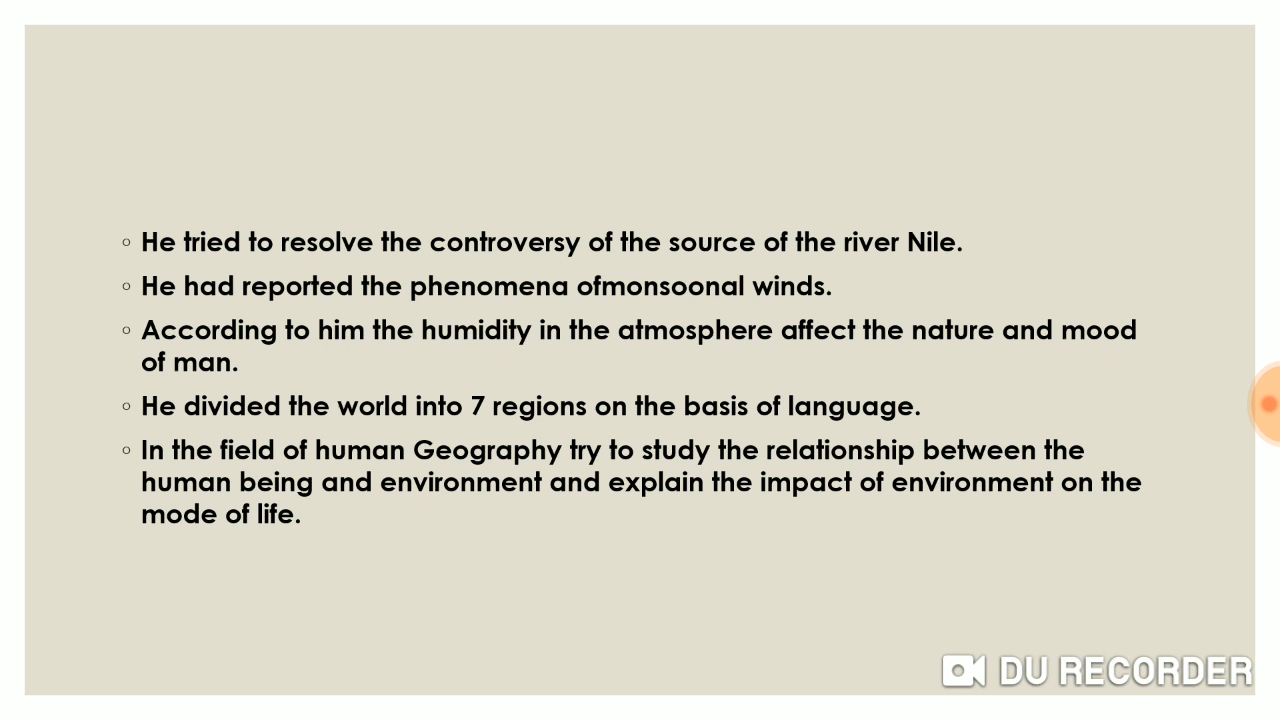 ◦ He tried to resolve the controversy of the source of the river Nile.
◦ He had reported the phenomena ofmonsoonal winds.
◦ According to him the humidity in the atmosphere affect the nature and mood
of man.
◦ He divided the world into 7 regions on the basis of language.
◦ In the field of human Geography try to study the relationship between the
human being and environment and explain the impact of environment on the
mode of life.
DU RECORDER